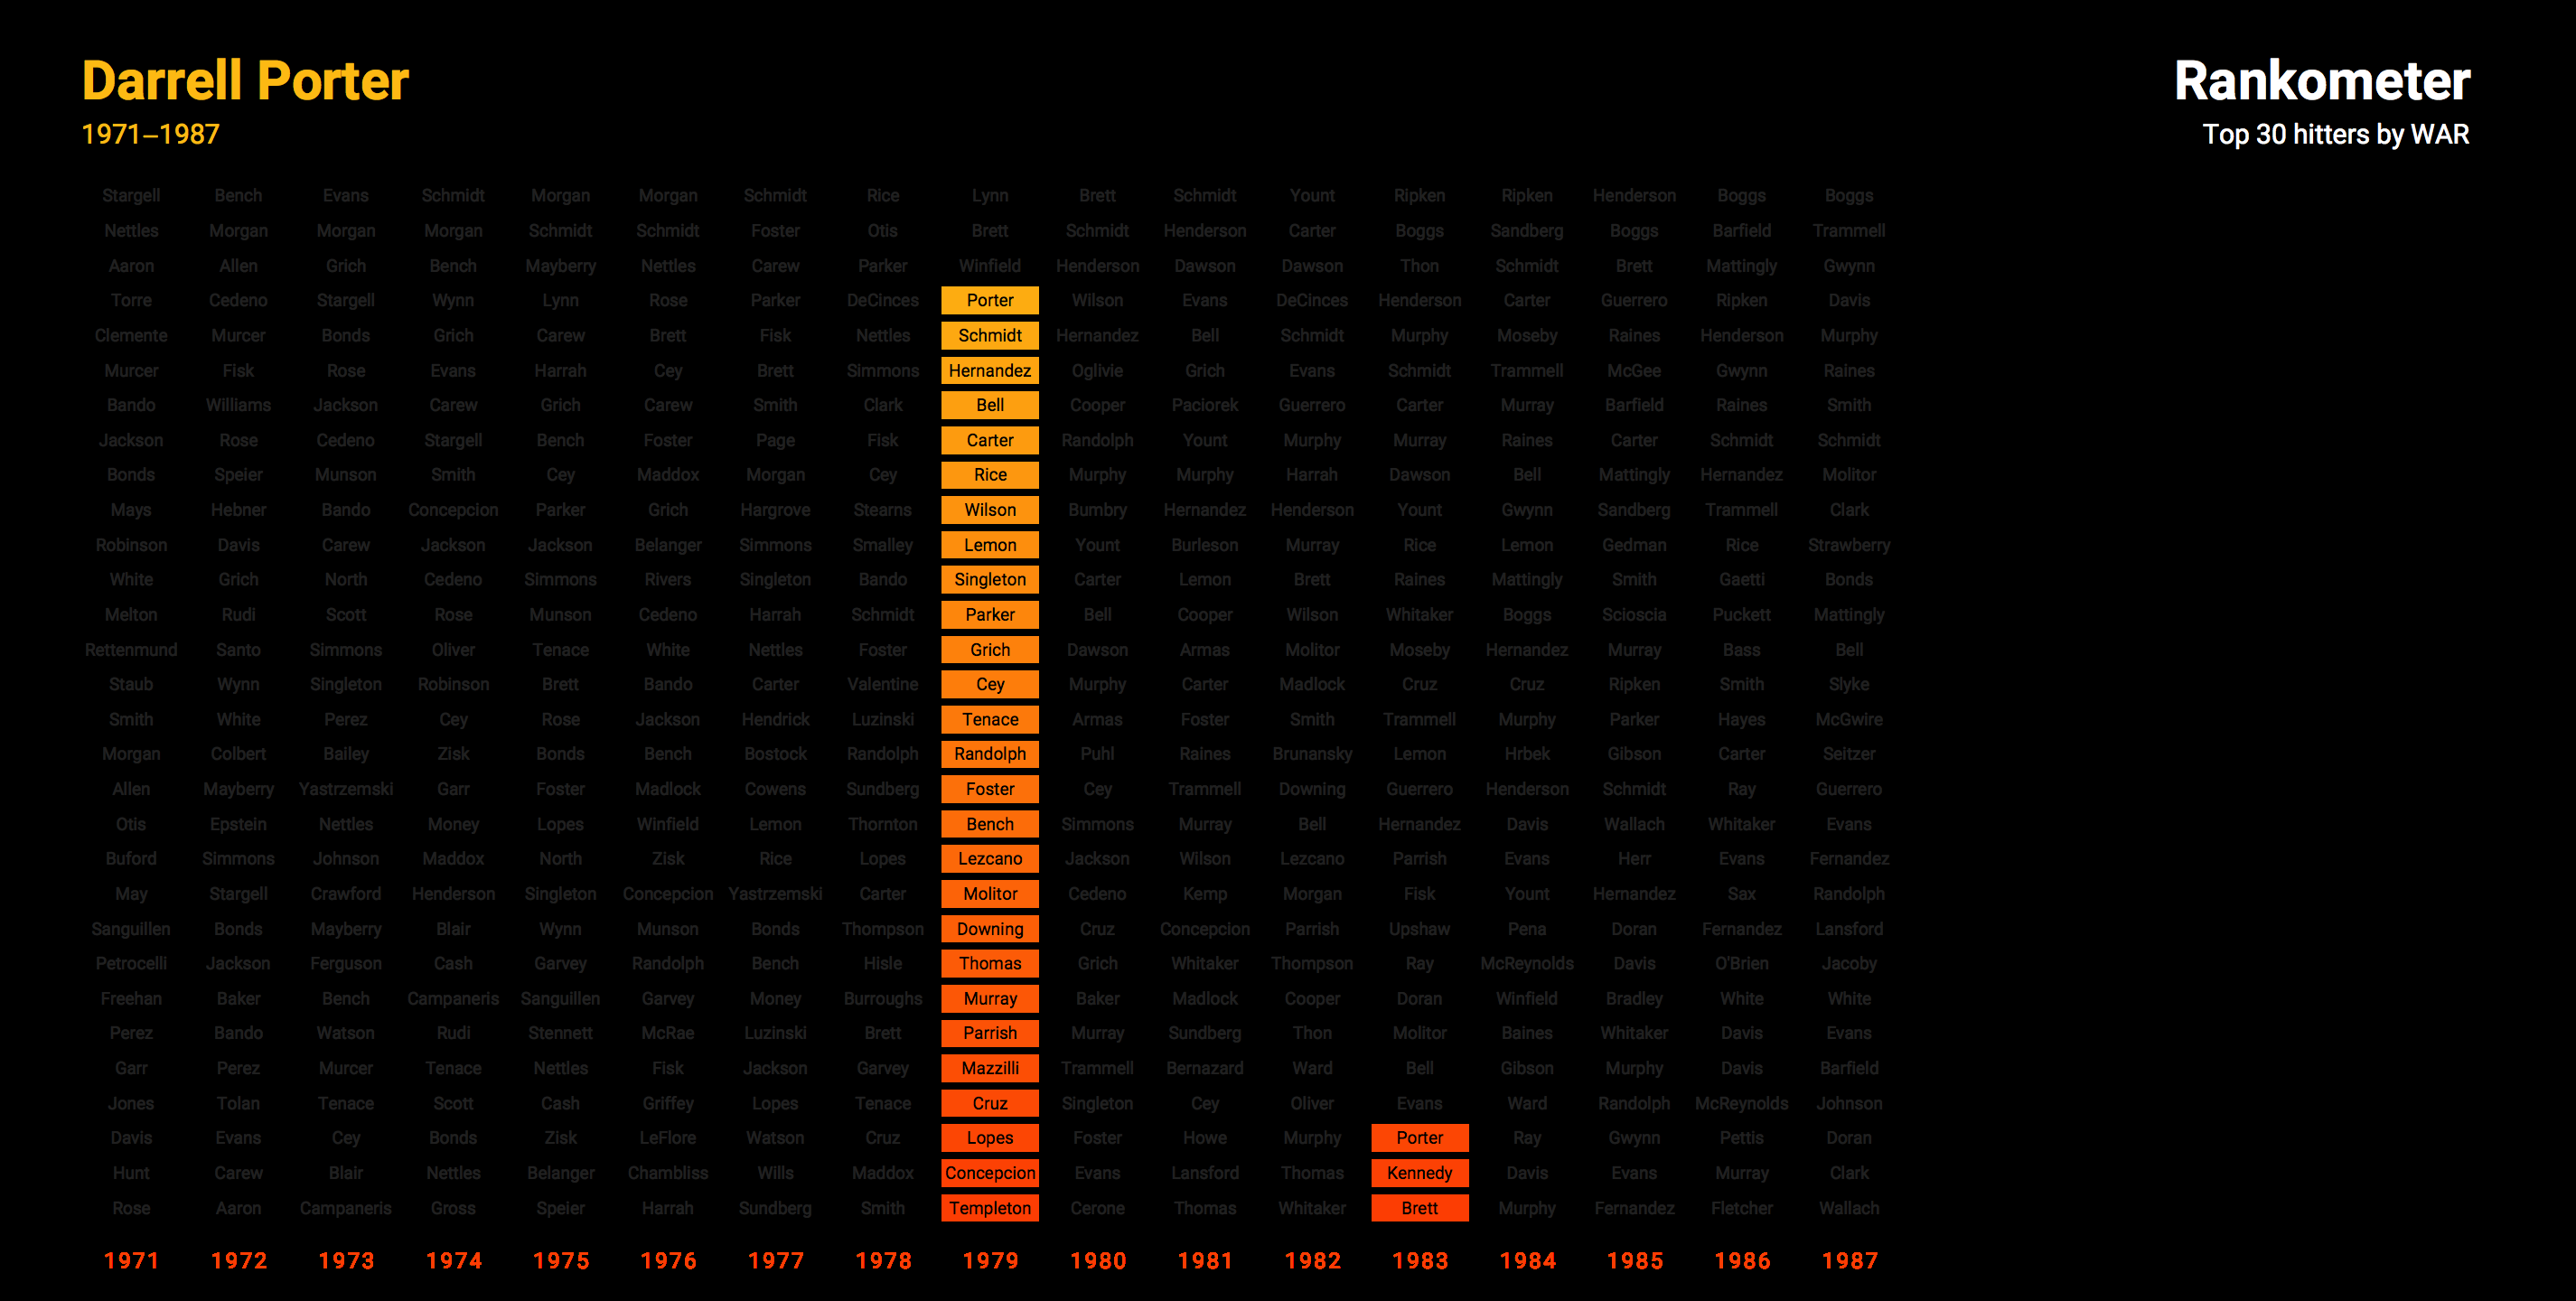 Darrell Porter
1971–1987
Rankometer
Top 30 hitters by WAR
Stargell Bench Evans Schmidt Morgan Morgan Schmidt Rice Lynn Brett Schmidt Yount Ripken Ripken Henderson Boggs Boggs
Nettles Morgan Morgan Morgan Schmidt Schmidt Foster Otis Brett Schmidt Henderson Carter Boggs Sandberg Boggs Barfield Trammell
Aaron Allen Grich Bench Mayberry Nettles Carew Parker Winfield Henderson Dawson Dawson Thon Schmidt Brett Mattingly Gwynn
Torre Cedeno Stargell Wynn Lynn Rose Parker DeCinces Porter Wilson Evans DeCinces Henderson Carter Guerrero Ripken Davis
Clemente Murcer Bonds Grich Carew Brett Fisk Nettles Schmidt Hernandez Bell Schmidt Murphy Moseby Raines Henderson Murphy
Murcer Fisk Rose Evans Harrah Cey Brett Simmons Hernandez Oglivie Grich Evans Schmidt Trammell McGee Gwynn Raines
Bando Williams Jackson Carew Grich Carew Smith Clark Bell Cooper Paciorek Guerrero Carter Murray Barfield Raines Smith
Jackson Rose Cedeno Stargell Bench Foster Page Fisk Carter Randolph Yount Murphy Murray Raines Carter Schmidt Schmidt
Bonds Speier Munson Smith Cey Maddox Morgan Cey Rice Murphy Murphy Harrah Dawson Bell Mattingly Hernandez Molitor
Mays Hebner Bando Concepcion Parker Grich Hargrove Stearns Wilson Bumbry Hernandez Henderson Yount Gwynn Sandberg Trammell Clark
Robinson Davis Carew Jackson Jackson Belanger Simmons Smalley Lemon Yount Burleson Murray Rice Lemon Gedman Rice Strawberry
White Grich North Cedeno Simmons Rivers Singleton Bando Singleton Carter Lemon Brett Raines Mattingly Smith Gaetti Bonds
Melton Rudi Scott Rose Munson Cedeno Harrah Schmidt Parker Bell Cooper Wilson Whitaker Boggs Scioscia Puckett Mattingly
Rettenmund Santo Simmons Oliver Tenace White Nettles Foster Grich Dawson Armas Molitor Moseby Hernandez Murray Bass Bell
Staub Wynn Singleton Robinson Brett Bando Carter Valentine Cey Murphy Carter Madlock Cruz Cruz Ripken Smith Slyke
Smith White Perez Cey Rose Jackson Hendrick Luzinski Tenace Armas Foster Smith Trammell Murphy Parker Hayes McGwire
Morgan Colbert Bailey Zisk Bonds Bench Bostock Randolph Randolph Puhl Raines Brunansky Lemon Hrbek Gibson Carter Seitzer
Allen Mayberry Yastrzemski Garr Foster Madlock Cowens Sundberg Foster Cey Trammell Downing Guerrero Henderson Schmidt Ray Guerrero
Otis Epstein Nettles Money Lopes Winfield Lemon Thornton Bench Simmons Murray Bell Hernandez Davis Wallach Whitaker Evans
Buford Simmons Johnson Maddox North Zisk Rice Lopes Lezcano Jackson Wilson Lezcano Parrish Evans Herr Evans Fernandez
May Stargell Crawford Henderson Singleton Concepcion Yastrzemski Carter Molitor Cedeno Kemp Morgan Fisk Yount Hernandez Sax Randolph
Sanguillen Bonds Mayberry Blair Wynn Munson Bonds Thompson Downing Cruz Concepcion Parrish Upshaw Pena Doran Fernandez Lansford
Petrocelli Jackson Ferguson Cash Garvey Randolph Bench Hisle Thomas Grich Whitaker Thompson Ray McReynolds Davis O'Brien Jacoby
Freehan Baker Bench Campaneris Sanguillen Garvey Money Burroughs Murray Baker Madlock Cooper Doran Winfield Bradley White White
Perez Bando Watson Rudi Stennett McRae Luzinski Brett Parrish Murray Sundberg Thon Molitor Baines Whitaker Davis Evans
Garr Perez Murcer Tenace Nettles Fisk Jackson Garvey Mazzilli Trammell Bernazard Ward Bell Gibson Murphy Davis Barfield
Jones Tolan Tenace Scott Cash Griffey Lopes Tenace Cruz Singleton Cey Oliver Evans Ward Randolph McReynolds Johnson
Davis Evans Cey Bonds Zisk LeFlore Watson Cruz Lopes Foster Howe Murphy Porter Ray Gwynn Pettis Doran
Hunt Carew Blair Nettles Belanger Chambliss Wills Maddox Concepcion Evans Lansford Thomas Kennedy Davis Evans Murray Clark
Rose Aaron Campaneris Gross Speier Harrah Sundberg Smith Templeton Cerone Thomas Whitaker Brett Murphy Fernandez Fletcher Wallach
1971 1972 1973 1974 1975 1976 1977 1978 1979 1980 1981 1982 1983 1984 1985 1986 1987